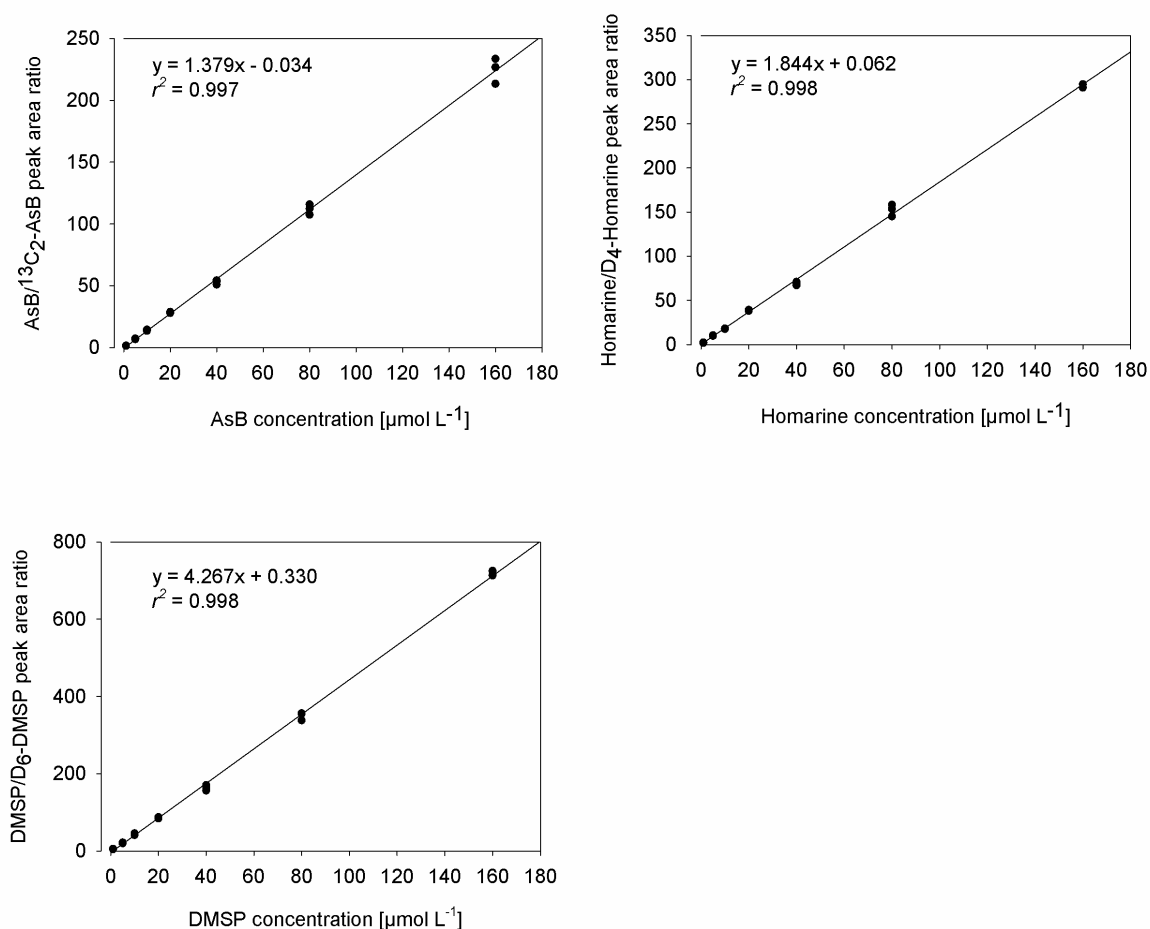 y = 1.379x - 0.034
r² = 0.997
AsB/¹³C₂-AsB peak area ratio
250
200
150
100
50
0
0 20 40 60 80 100 120 140 160 180
AsB concentration [µmol L⁻¹]
y = 1.844x + 0.062
r² = 0.998
Homarine/D₄-Homarine peak area ratio
350
300
250
200
150
100
50
0
0 20 40 60 80 100 120 140 160 180
Homarine concentration [µmol L⁻¹]
y = 4.267x + 0.330
r² = 0.998
DMSP/D₆-DMSP peak area ratio
800
600
400
200
0
0 20 40 60 80 100 120 140 160 180
DMSP concentration [µmol L⁻¹]